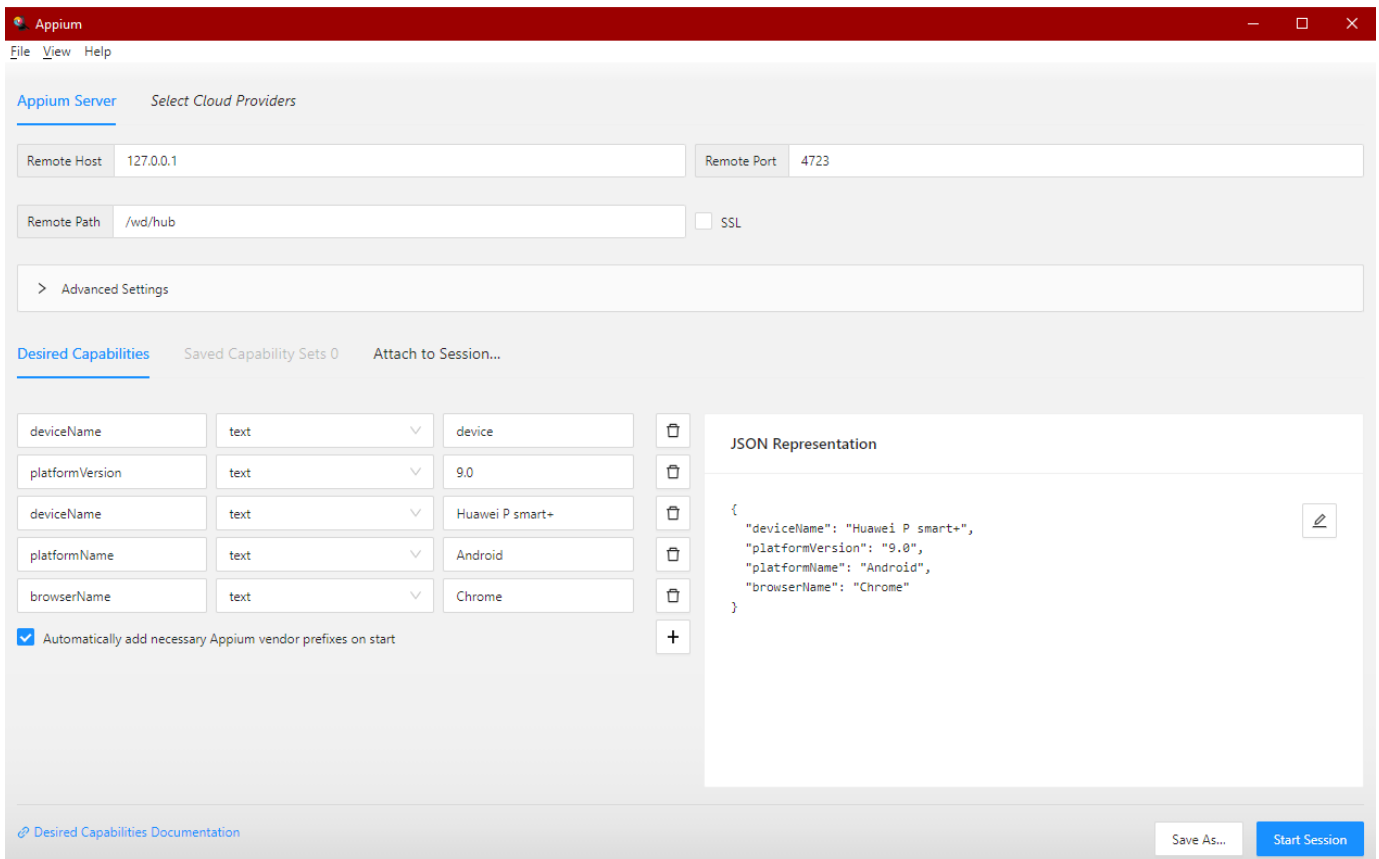 Appium
File View Help
Appium Server Select Cloud Providers
Remote Host 127.0.0.1 Remote Port 4723
Remote Path /wd/hub SSL
Advanced Settings
Desired Capabilities Saved Capability Sets 0 Attach to Session...
deviceName text device
platformVersion text 9.0
deviceName text Huawei P smart+
platformName text Android
browserName text Chrome
Automatically add necessary Appium vendor prefixes on start
JSON Representation
{
"deviceName": "Huawei P smart+",
"platformVersion": "9.0",
"platformName": "Android",
"browserName": "Chrome"
}
Desired Capabilities Documentation
Save As... Start Session